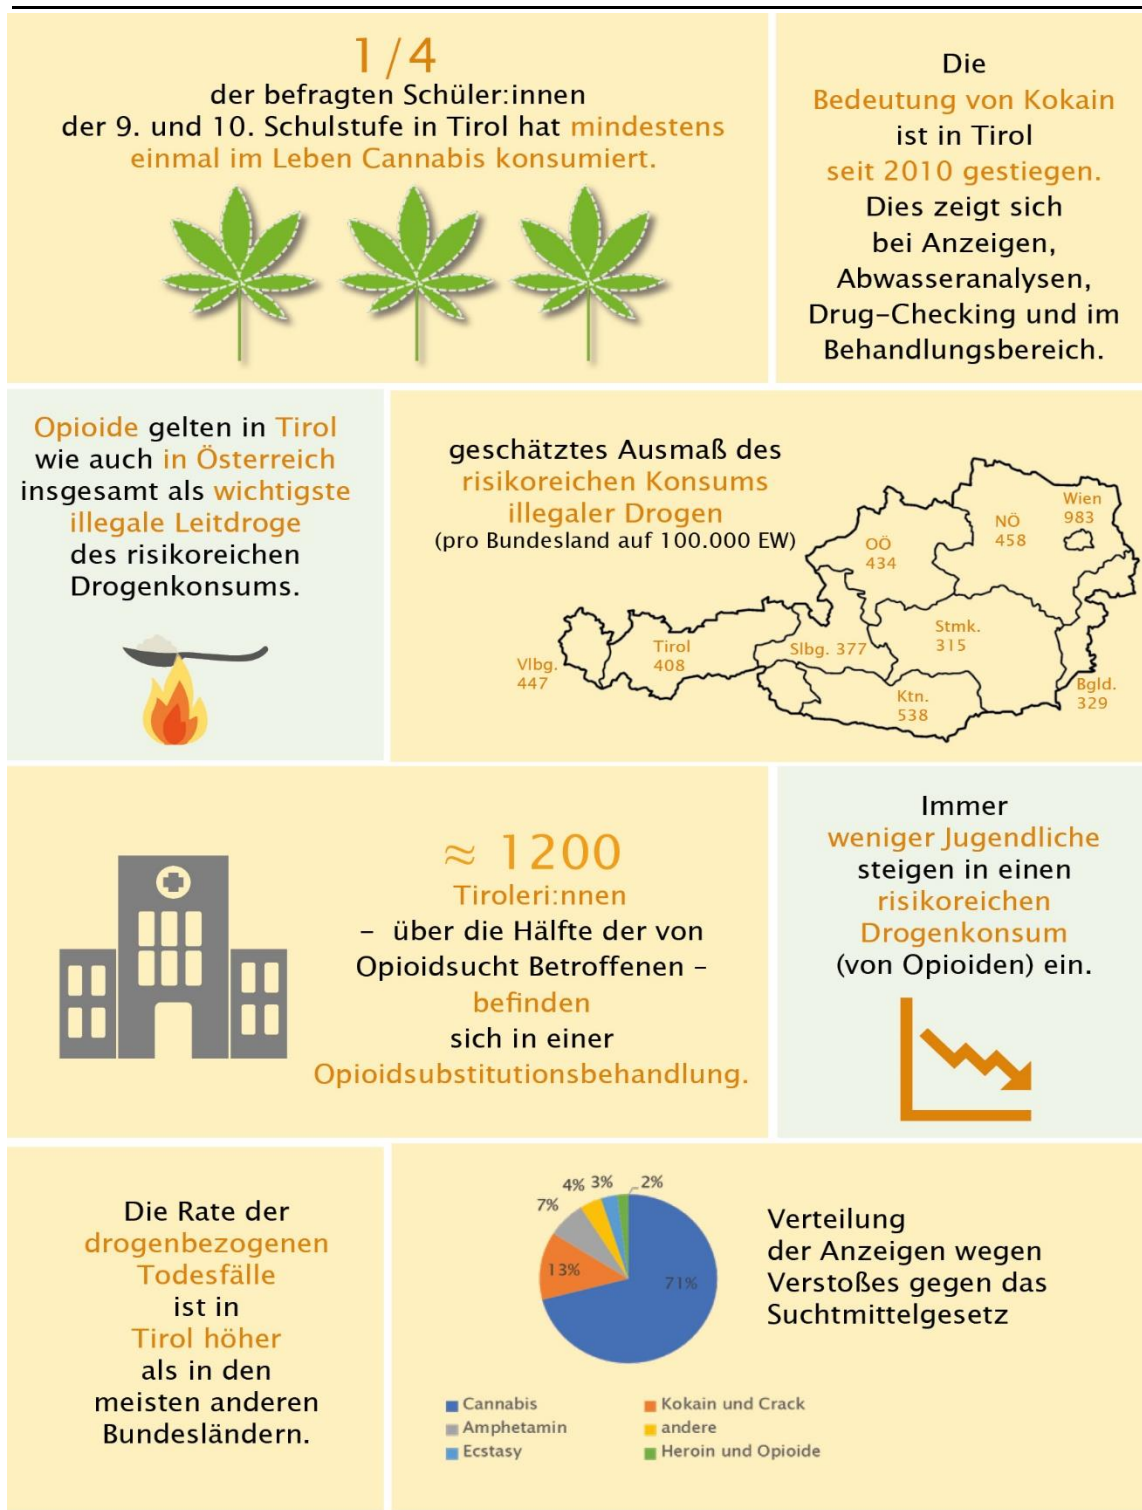 1/4
der befragten Schüler:innen
der 9. und 10. Schulstufe in Tirol hat mindestens
einmal im Leben Cannabis konsumiert.
Die
Bedeutung von Kokain
ist in Tirol
seit 2010 gestiegen.
Dies zeigt sich
bei Anzeigen,
Abwasseranalysen,
Drug-Checking und im
Behandlungsbereich.
Opioide gelten in Tirol
wie auch in Österreich
insgesamt als wichtigste
illegale Leitdroge
des risikoreichen
Drogenkonsums.
geschätztes Ausmaß des
risikoreichen Konsums
illegaler Drogen
(pro Bundesland auf 100.000 EW)
Wien
983
NÖ
458
OÖ
434
Stmk.
315
Tirol
408
Slbg. 377
Vlbg.
447
Bgld.
329
Ktn.
538
≈ 1200
Tiroleri:nnen
– über die Hälfte der von
Opioidsucht Betroffenen –
befinden
sich in einer
Opioidsubstitutionsbehandlung.
Immer
weniger Jugendliche
steigen in einen
risikoreichen
Drogenkonsum
(von Opioiden) ein.
Die Rate der
drogenbezogenen
Todesfälle
ist in
Tirol höher
als in den
meisten anderen
Bundesländern.
4% 3% 2%
7%
13%
71%
Cannabis
Kokain und Crack
Amphetamin
andere
Ecstasy
Heroin und Opioide
Verteilung
der Anzeigen wegen
Verstoßes gegen das
Suchtmittelgesetz